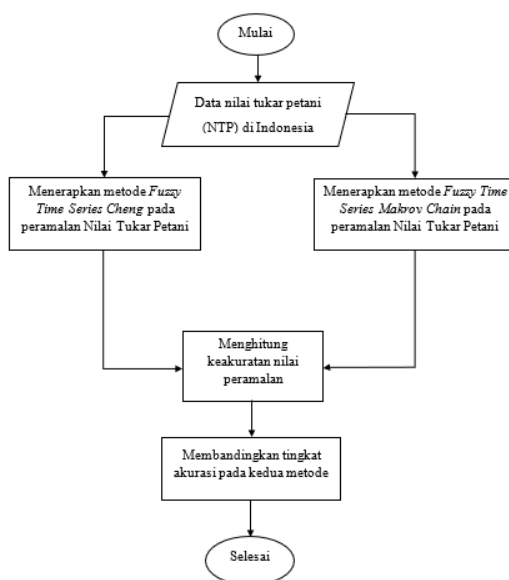 Mulai
Data nilai tukar petani
(NTP) di Indonesia
Menerapkan metode Fuzzy
Time Series Cheng pada
peramalan Nilai Tukar Petani
Menerapkan metode Fuzzy Time
Series Makrov Chain pada
peramalan Nilai Tukar Petani
Menghitung
keakuratan nilai
peramalan
Membandingkan tingkat
akurasi pada kedua metode
Selesai